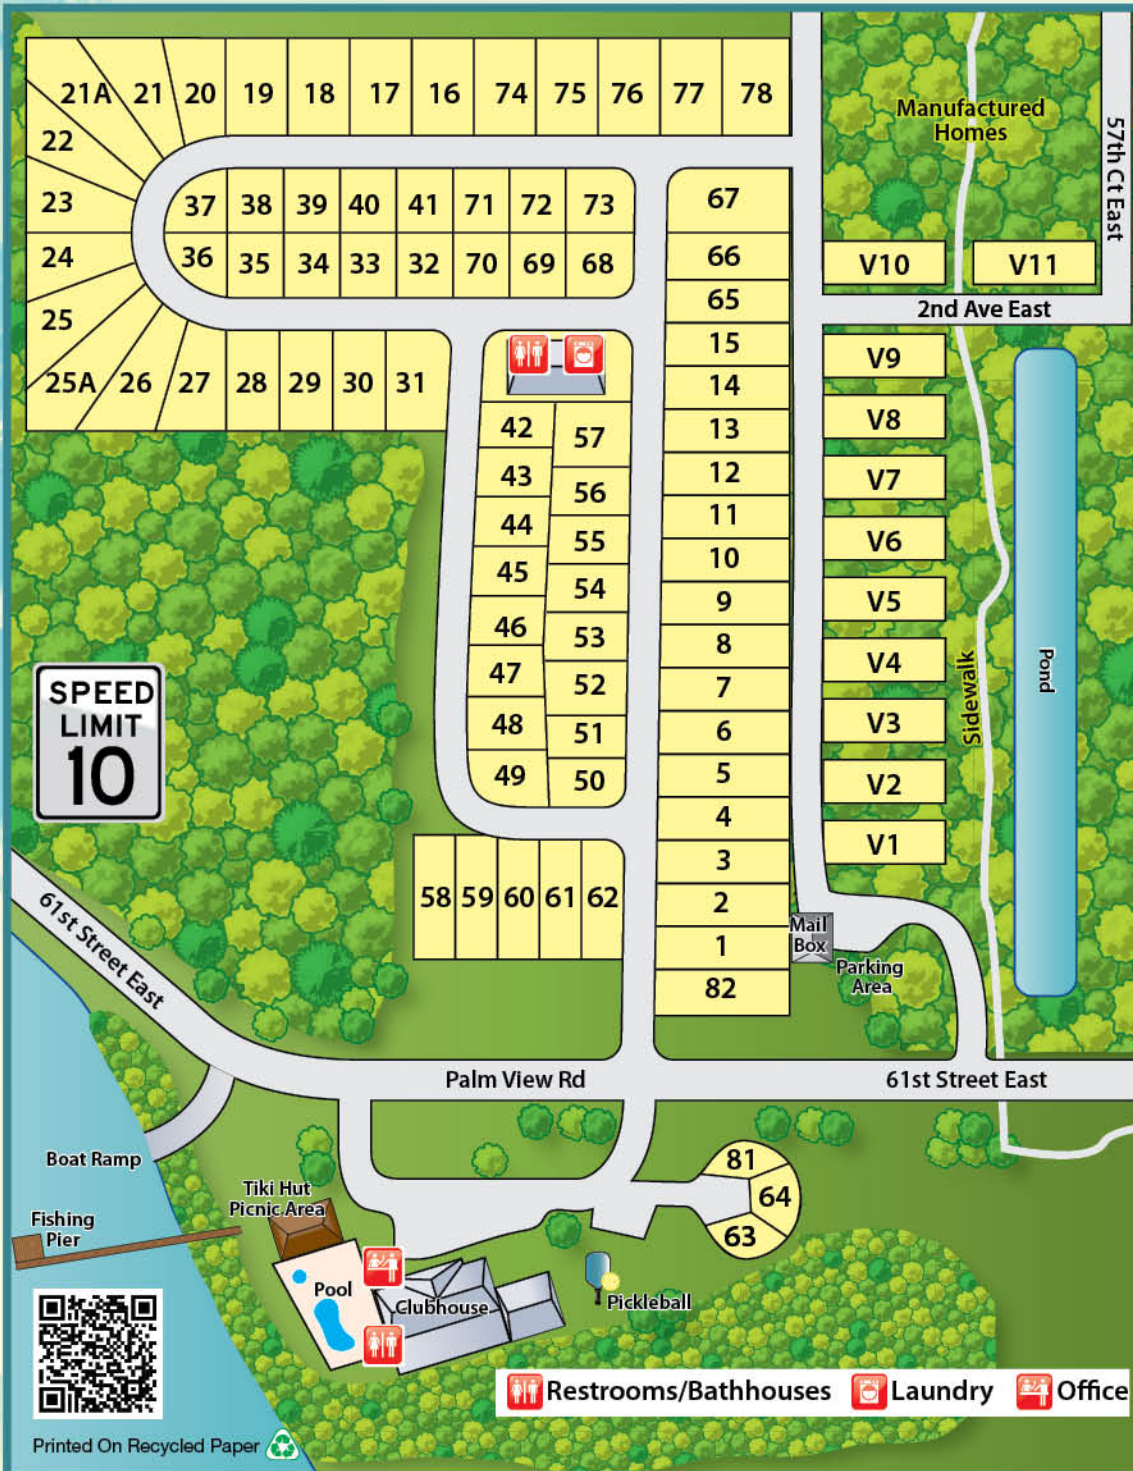 21A 21 20 19 18 17 16 74 75 76 77 78
22
23
24
25
25A 26 27 28 29 30 31
37 38 39 40 41 71 72 73
36 35 34 33 32 70 69 68
67
66
65
15
14
13
12
11
10
9
8
7
6
5
4
3
2
1
82
42
43
44
45
46
47
48
49
57
56
55
54
53
52
51
50
58 59 60 61 62
Manufactured
Homes
57th Ct East
V10 V11
2nd Ave East
V9
V8
V7
V6
V5
V4
V3
V2
V1
Sidewalk
Pond
Mail
Box
Parking
Area
SPEED
LIMIT
10
61st Street East
Palm View Rd
61st Street East
Boat Ramp
Fishing
Pier
Tiki Hut
Picnic Area
Pool
Clubhouse
Pickleball
81
64
63
Restrooms/Bathhouses Laundry Office
Printed On Recycled Paper